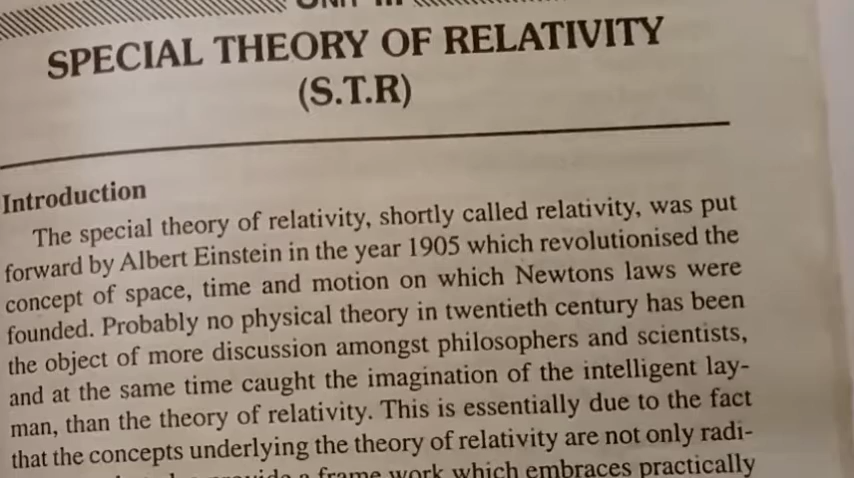 UNIT III
SPECIAL THEORY OF RELATIVITY
(S.T.R)
Introduction
The special theory of relativity, shortly called relativity, was put
forward by Albert Einstein in the year 1905 which revolutionised the
concept of space, time and motion on which Newtons laws were
founded. Probably no physical theory in twentieth century has been
the object of more discussion amongst philosophers and scientists,
and at the same time caught the imagination of the intelligent lay-
man, than the theory of relativity. This is essentially due to the fact
that the concepts underlying the theory of relativity are not only radi-
provide a frame work which embraces practically